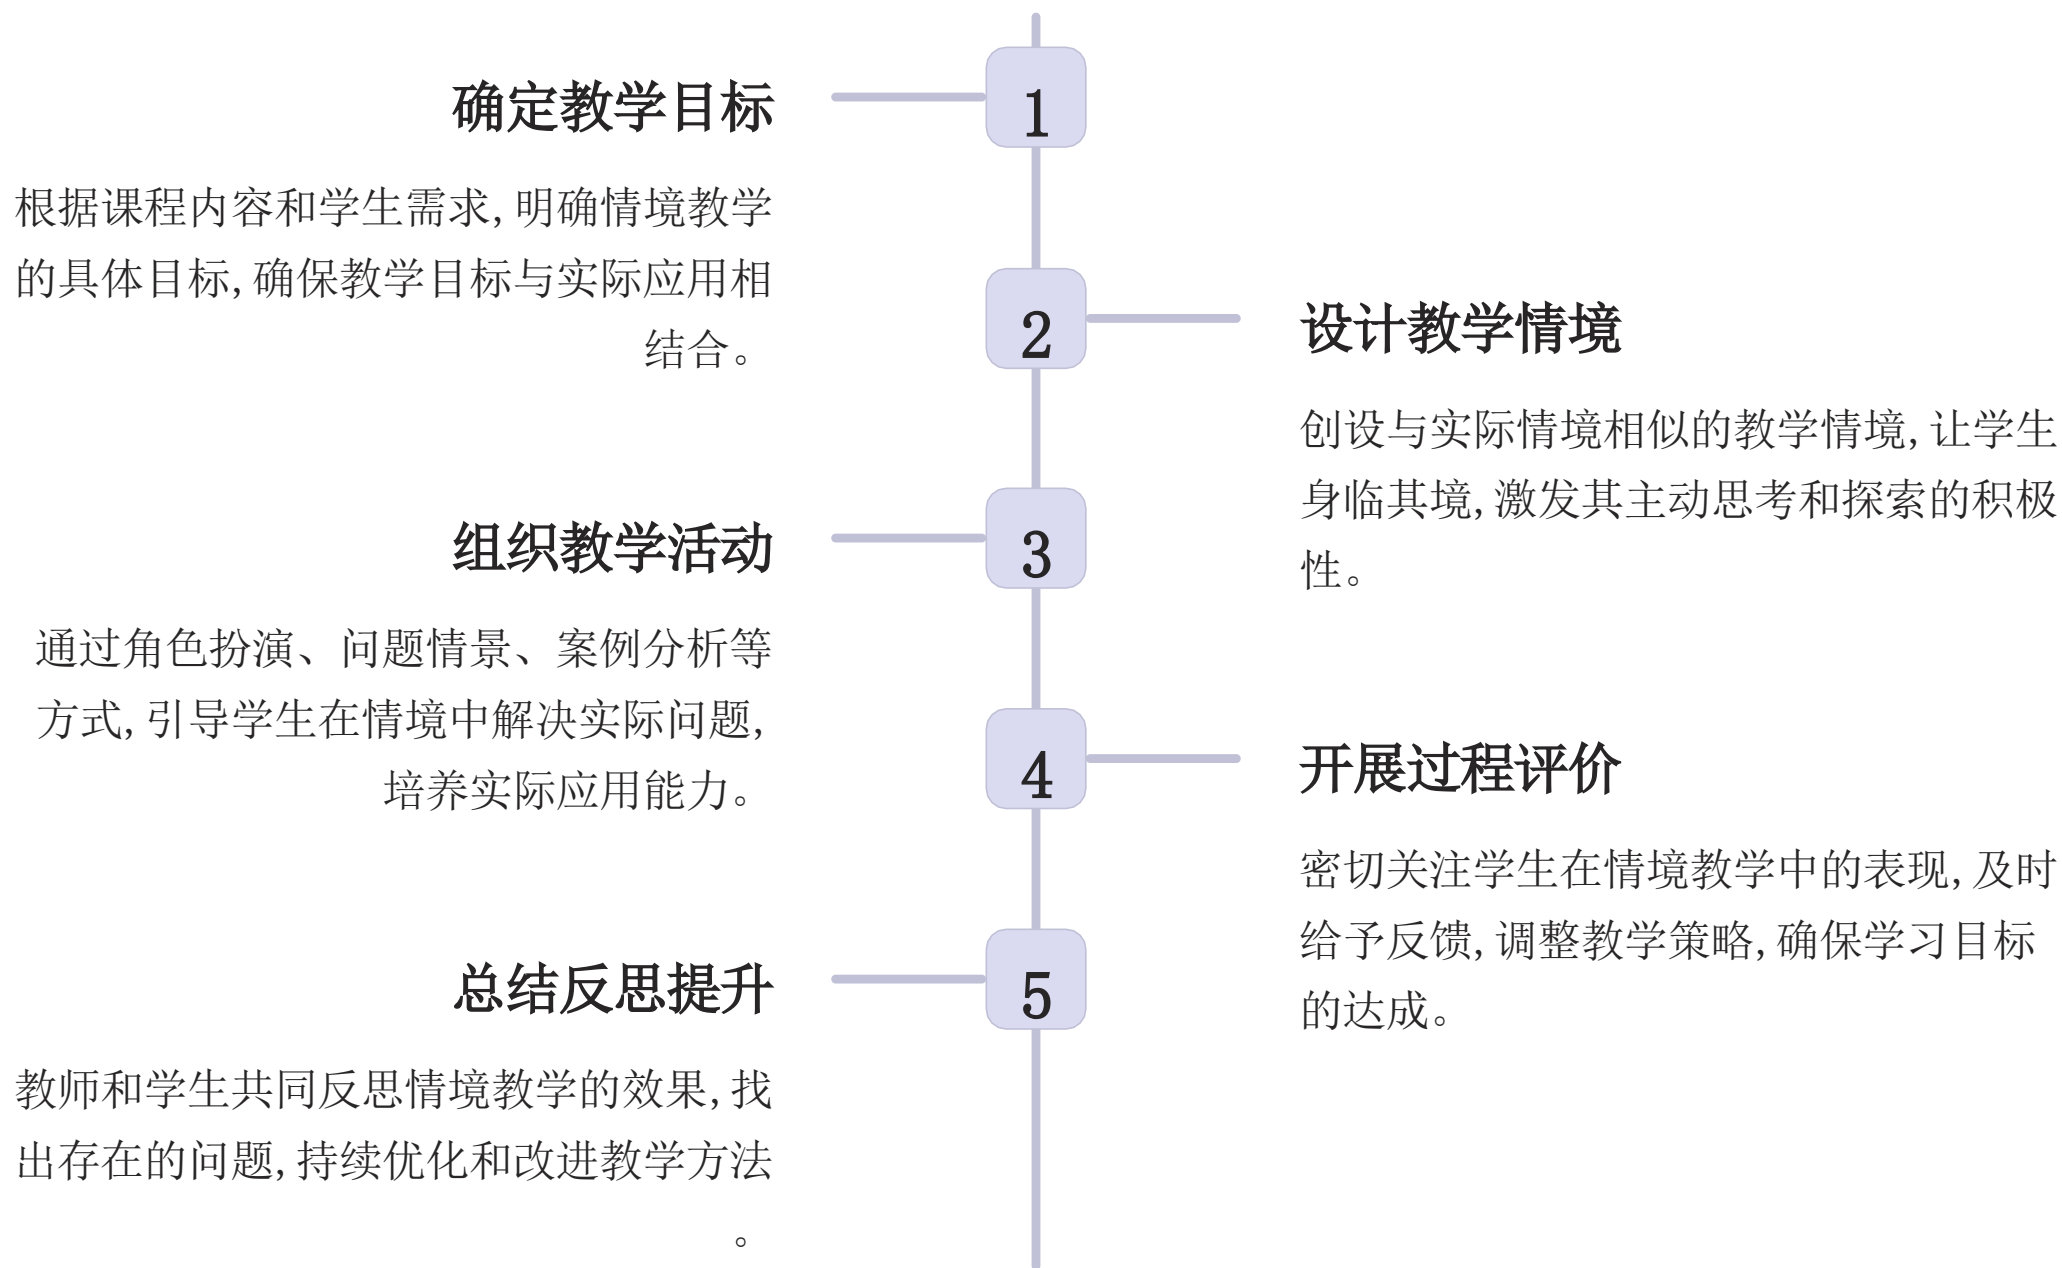 1
确定教学目标
根据课程内容和学生需求,明确情境教学
的具体目标,确保教学目标与实际应用相
结合。
2
设计教学情境
创设与实际情境相似的教学情境,让学生
身临其境,激发其主动思考和探索的积极
性。
3
组织教学活动
通过角色扮演、问题情景、案例分析等
方式,引导学生在情境中解决实际问题,
培养实际应用能力。
4
开展过程评价
密切关注学生在情境教学中的表现,及时
给予反馈,调整教学策略,确保学习目标
的达成。
5
总结反思提升
教师和学生共同反思情境教学的效果,找
出存在的问题,持续优化和改进教学方法
。